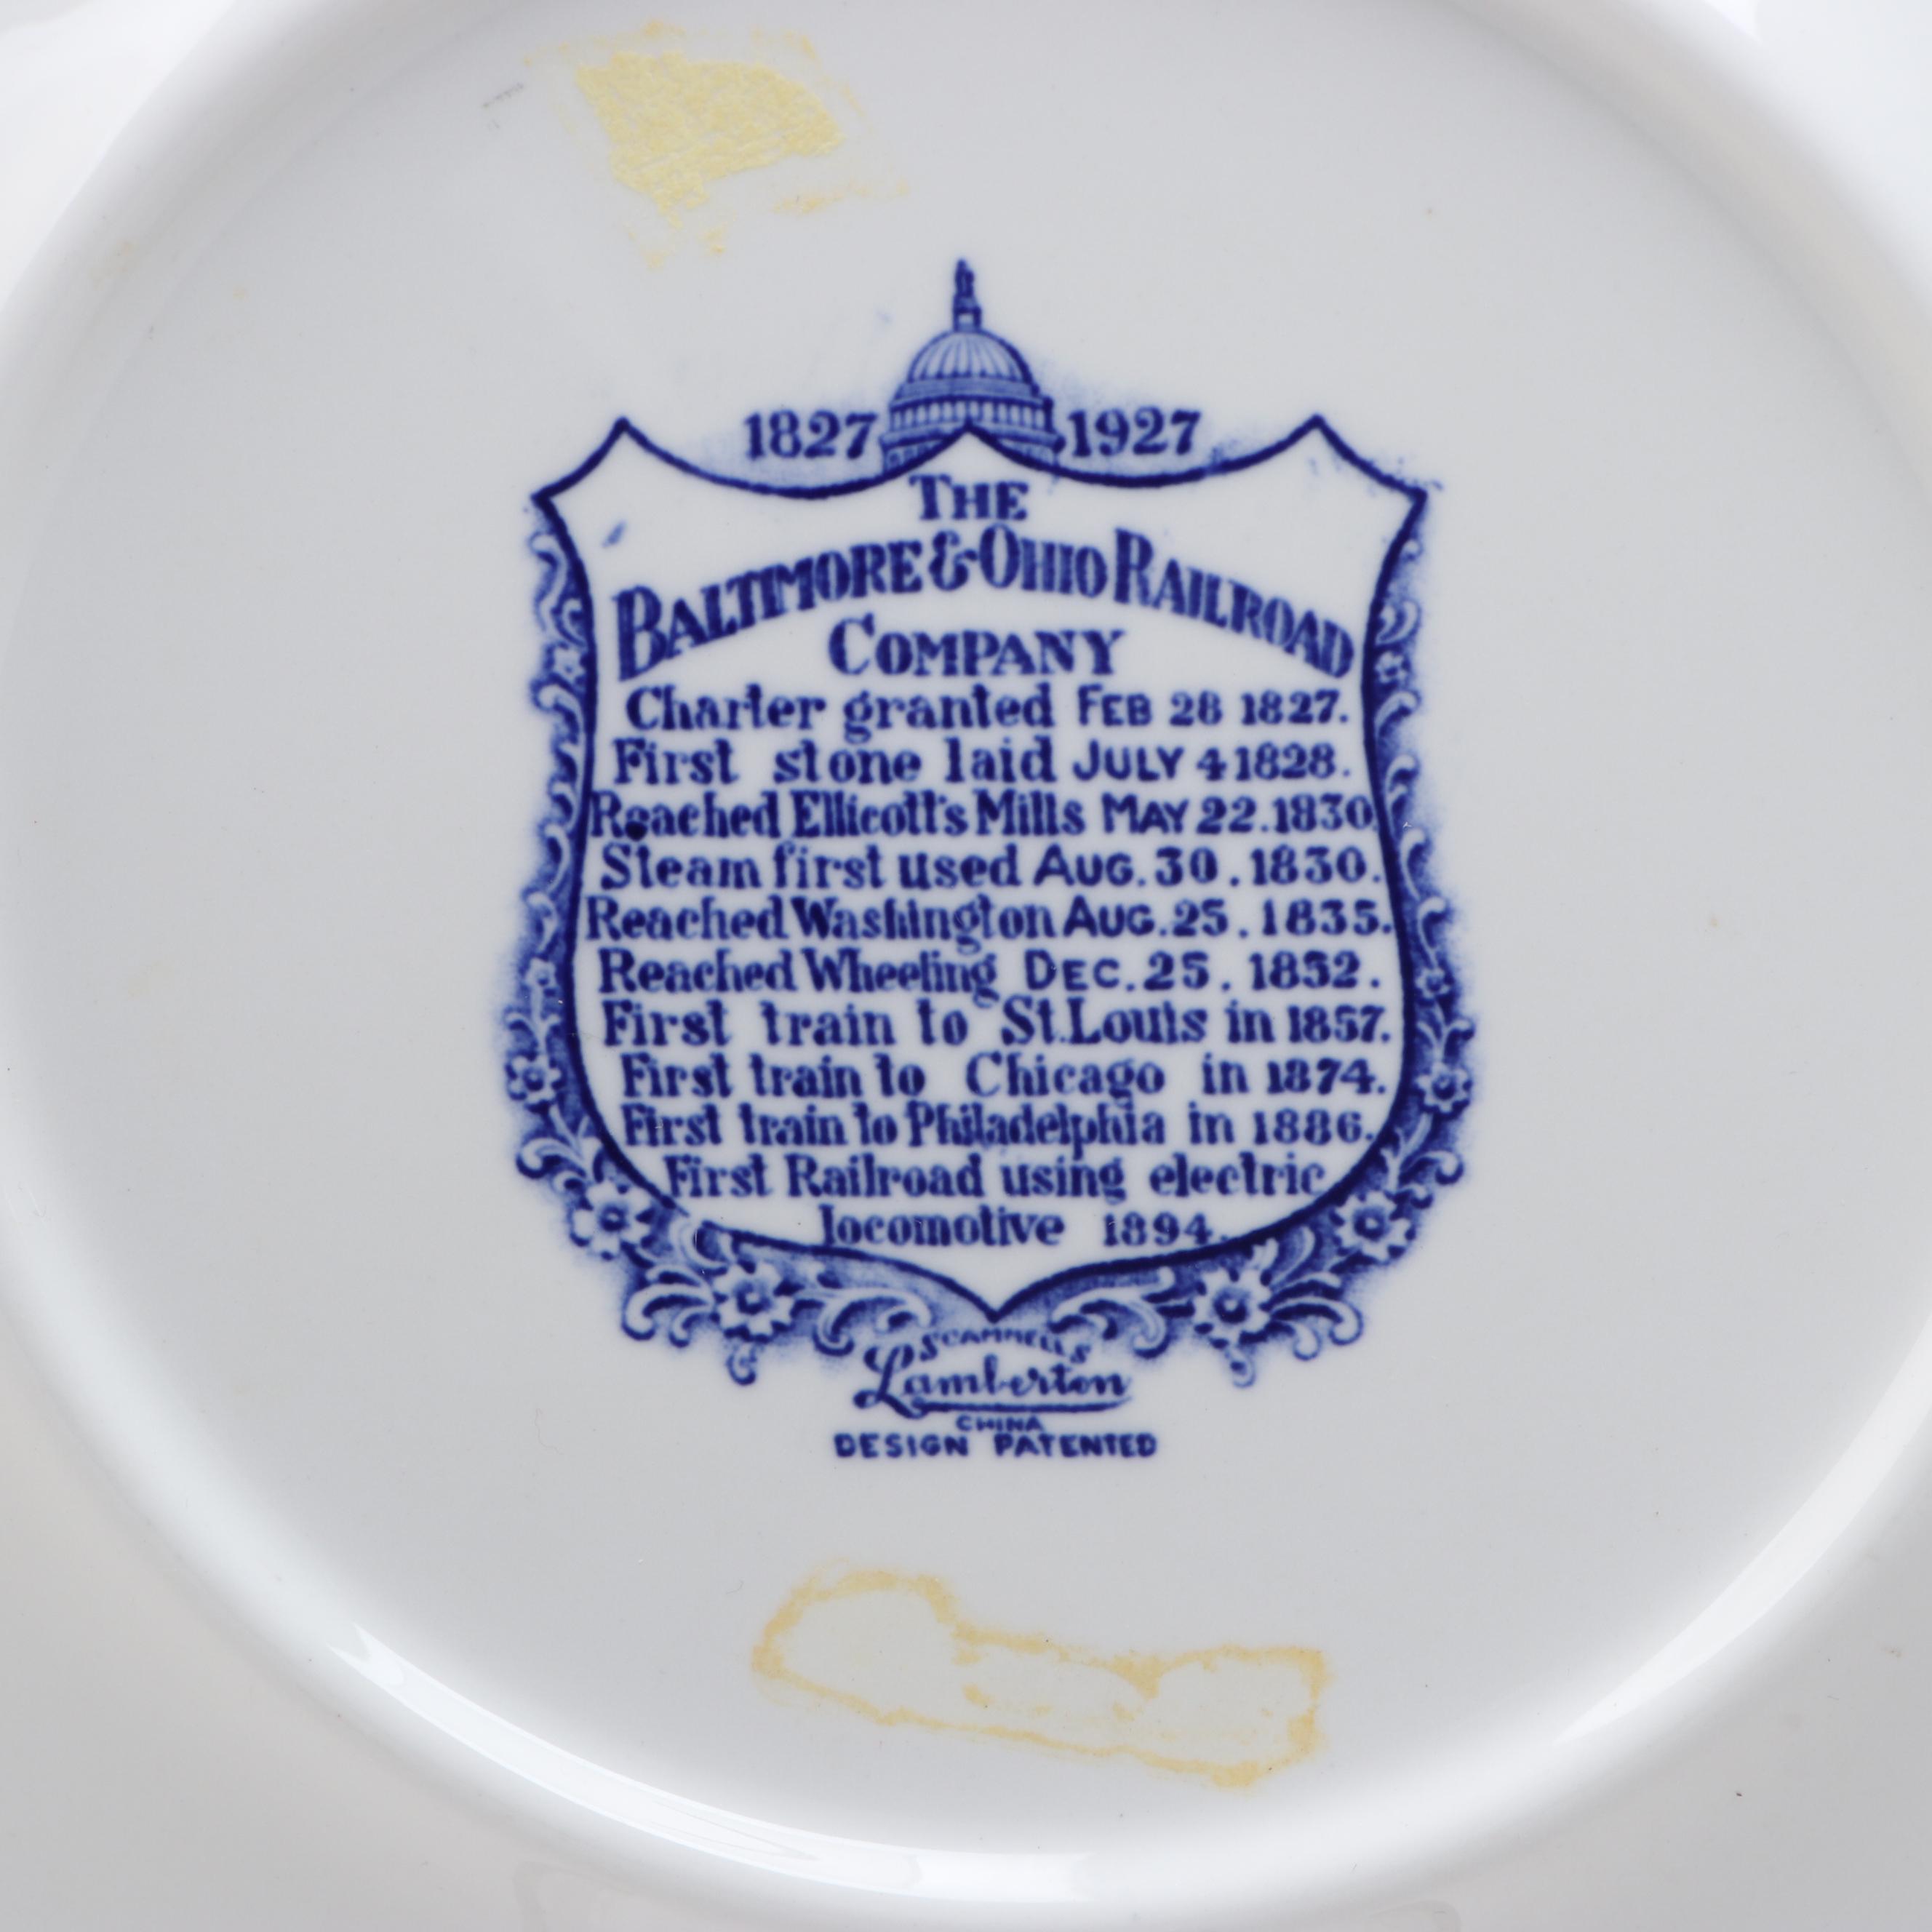 1827 1927
THE
BALTIMORE & OHIO RAILROAD
COMPANY
Charter granted FEB 28 1827.
First stone laid JULY 4 1828.
Reached Ellicott's Mills MAY 22.1830.
Steam first used AUG. 30. 1830.
Reached Washington AUG. 25. 1835.
Reached Wheeling DEC. 25. 1852.
First train to St. Louis in 1857.
First train to Chicago in 1874.
First train to Philadelphia in 1886.
First Railroad using electric
locomotive 1894.
SCAMMELL'S
Lamberton
CHINA
DESIGN PATENTED